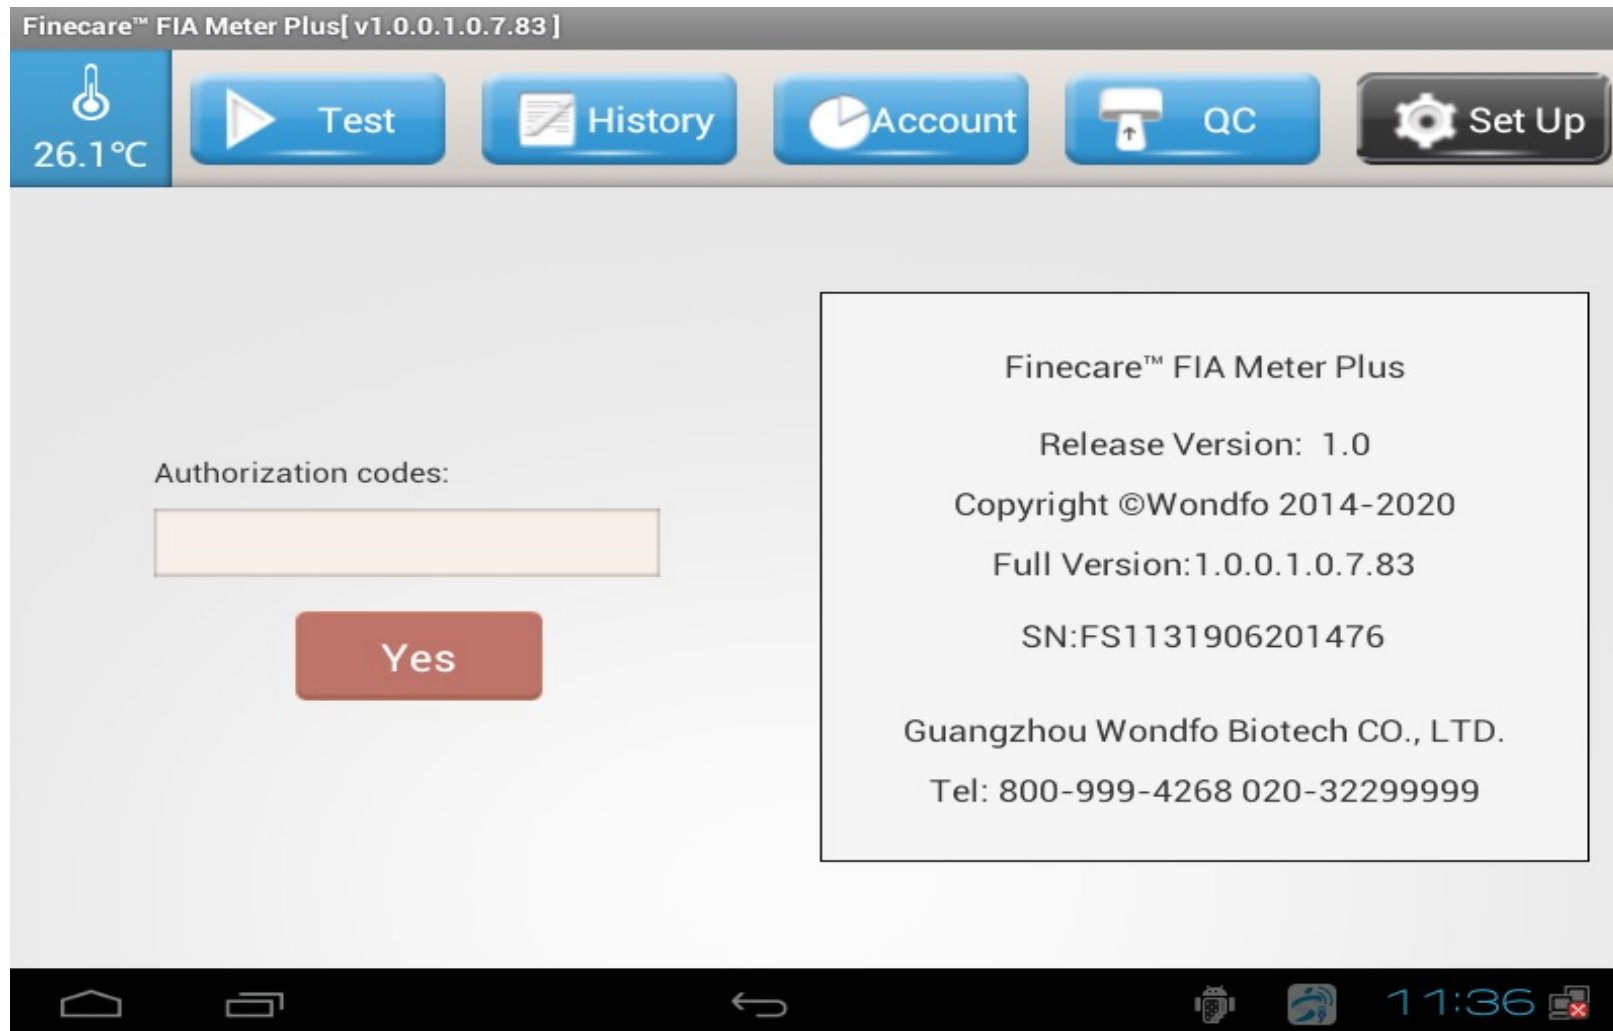 Finecare™ FIA Meter Plus[ v1.0.0.1.0.7.83 ]
26.1°C
Test
History
Account
QC
Set Up
Authorization codes:
Yes
Finecare™ FIA Meter Plus
Release Version: 1.0
Copyright ©Wondfo 2014-2020
Full Version:1.0.0.1.0.7.83
SN:FS1131906201476
Guangzhou Wondfo Biotech CO., LTD.
Tel: 800-999-4268 020-32299999
11:36